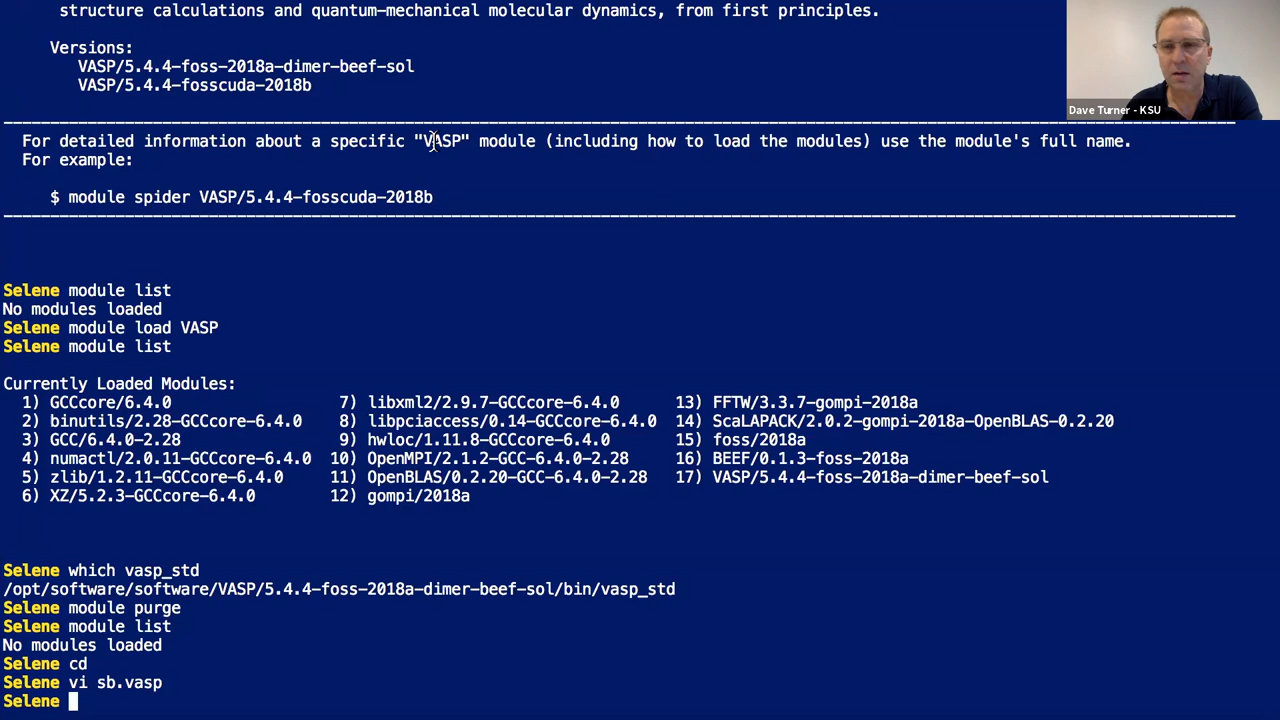 structure calculations and quantum-mechanical molecular dynamics, from first principles.
Versions:
VASP/5.4.4-foss-2018a-dimer-beef-sol
VASP/5.4.4-fosscuda-2018b
Dave Turner - KSU
For detailed information about a specific "VASP" module (including how to load the modules) use the module's full name.
For example:
$ module spider VASP/5.4.4-fosscuda-2018b
Selene module list
No modules loaded
Selene module load VASP
Selene module list
Currently Loaded Modules:
1) GCCcore/6.4.0 7) libxml2/2.9.7-GCCcore-6.4.0 13) FFTW/3.3.7-gompi-2018a
2) binutils/2.28-GCCcore-6.4.0 8) libpciaccess/0.14-GCCcore-6.4.0 14) ScaLAPACK/2.0.2-gompi-2018a-OpenBLAS-0.2.20
3) GCC/6.4.0-2.28 9) hwloc/1.11.8-GCCcore-6.4.0 15) foss/2018a
4) numactl/2.0.11-GCCcore-6.4.0 10) OpenMPI/2.1.2-GCC-6.4.0-2.28 16) BEEF/0.1.3-foss-2018a
5) zlib/1.2.11-GCCcore-6.4.0 11) OpenBLAS/0.2.20-GCC-6.4.0-2.28 17) VASP/5.4.4-foss-2018a-dimer-beef-sol
6) XZ/5.2.3-GCCcore-6.4.0 12) gompi/2018a
Selene which vasp_std
/opt/software/software/VASP/5.4.4-foss-2018a-dimer-beef-sol/bin/vasp_std
Selene module purge
Selene module list
No modules loaded
Selene cd
Selene vi sb.vasp
Selene